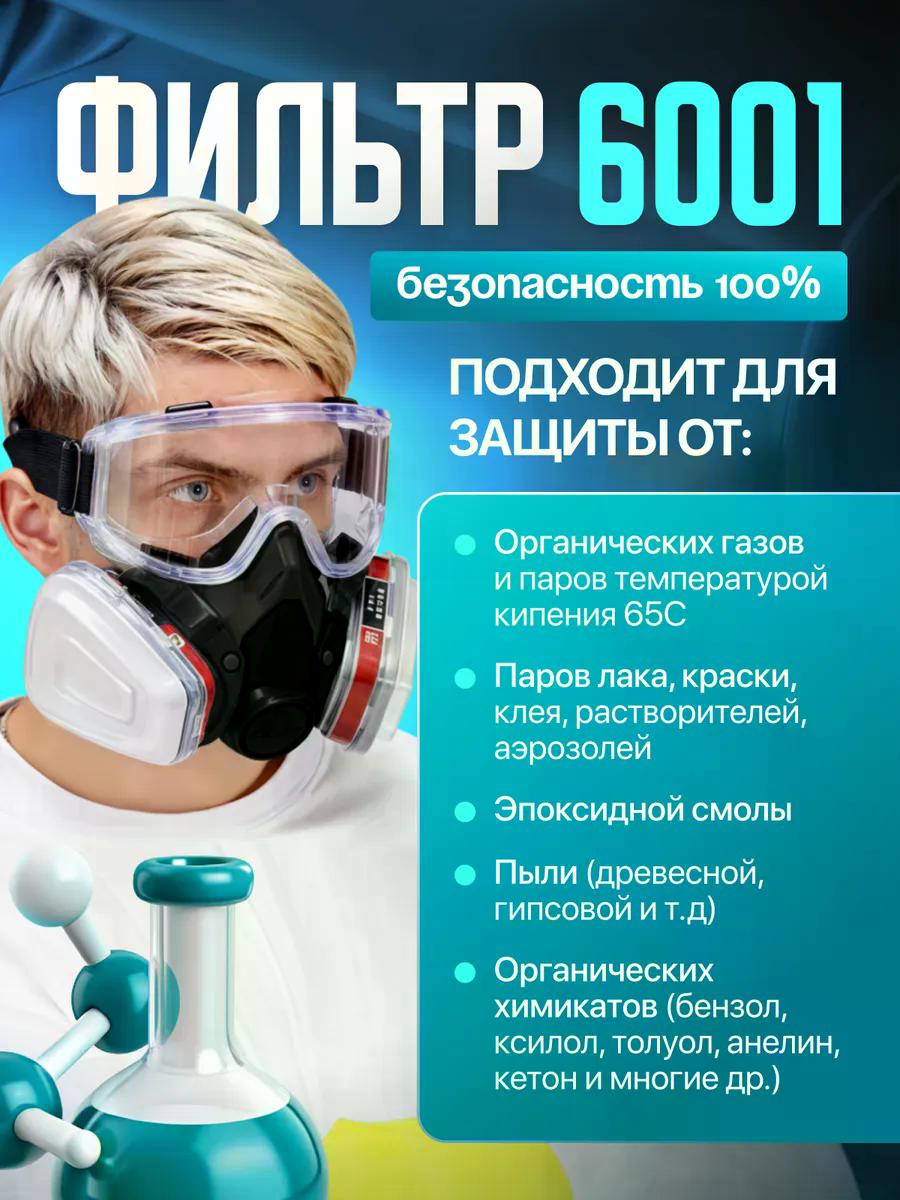 ФИЛЬТР 6001
безопасность 100%
ПОДХОДИТ ДЛЯ
ЗАЩИТЫ ОТ:
Органических газов
и паров температурой
кипения 65С
Паров лака, краски,
клея, растворителей,
аэрозолей
Эпоксидной смолы
Пыли (древесной,
гипсовой и т.д)
Органических
химикатов (бензол,
ксилол, толуол, анелин,
кетон и многие др.)